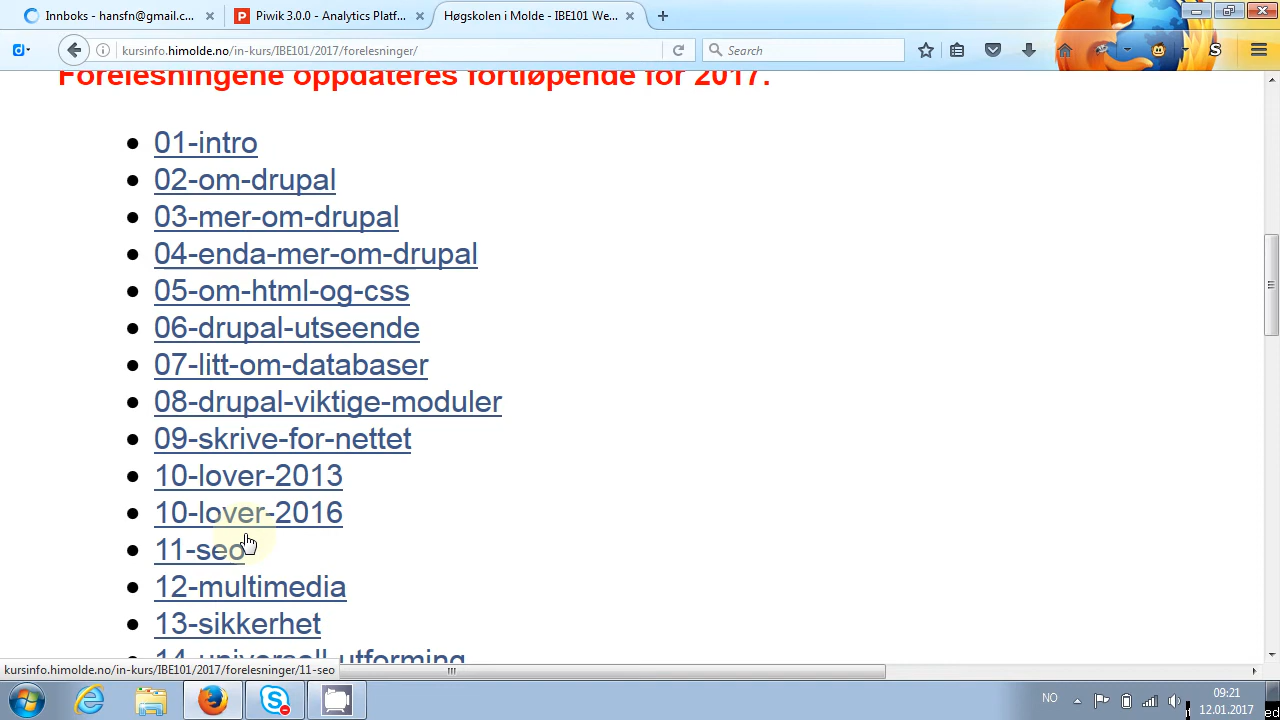 Innboks - hansfn@gmail.c...
Piwik 3.0.0 - Analytics Platf...
Høgskolen i Molde - IBE101 We...
kursinfo.himolde.no/in-kurs/IBE101/2017/forelesninger/
Search
Forelesningene oppdateres fortløpende for 2017.
01-intro
02-om-drupal
03-mer-om-drupal
04-enda-mer-om-drupal
05-om-html-og-css
06-drupal-utseende
07-litt-om-databaser
08-drupal-viktige-moduler
09-skrive-for-nettet
10-lover-2013
10-lover-2016
11-seo
12-multimedia
13-sikkerhet
14-universell-utforming
kursinfo.himolde.no/in-kurs/IBE101/2017/forelesninger/11-seo
NO
09:21
12.01.2017